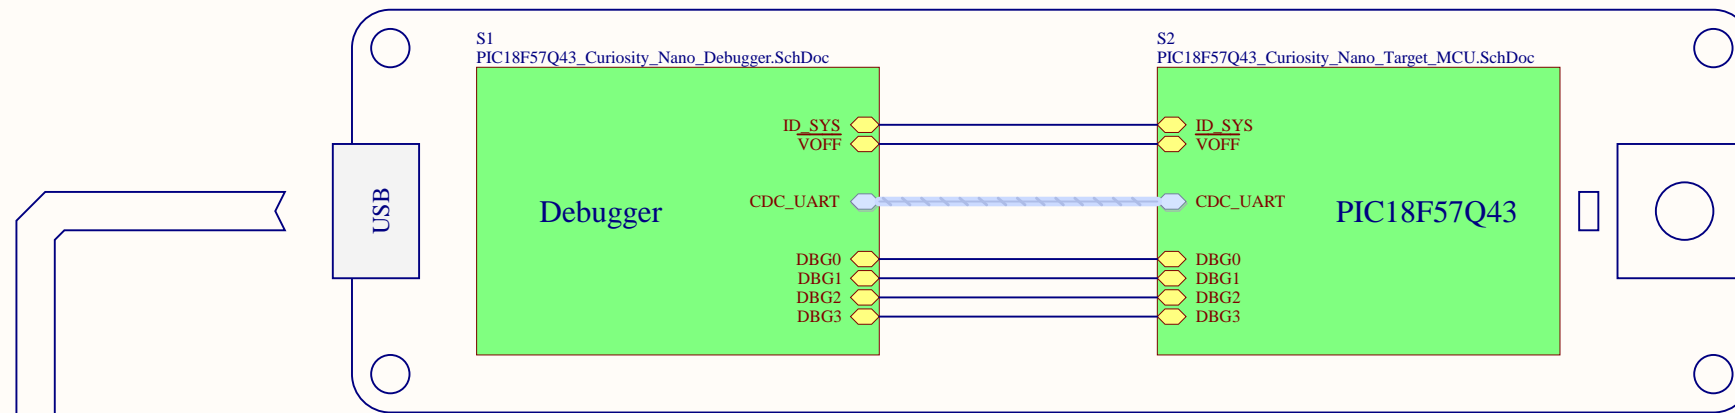 S1
PIC18F57Q43_Curiosity_Nano_Debugger.SchDoc
ID_SYS
VOFF
CDC_UART
DBG0
DBG1
DBG2
DBG3
Debugger
USB
S2
PIC18F57Q43_Curiosity_Nano_Target_MCU.SchDoc
ID_SYS
VOFF
CDC_UART
DBG0
DBG1
DBG2
DBG3
PIC18F57Q43